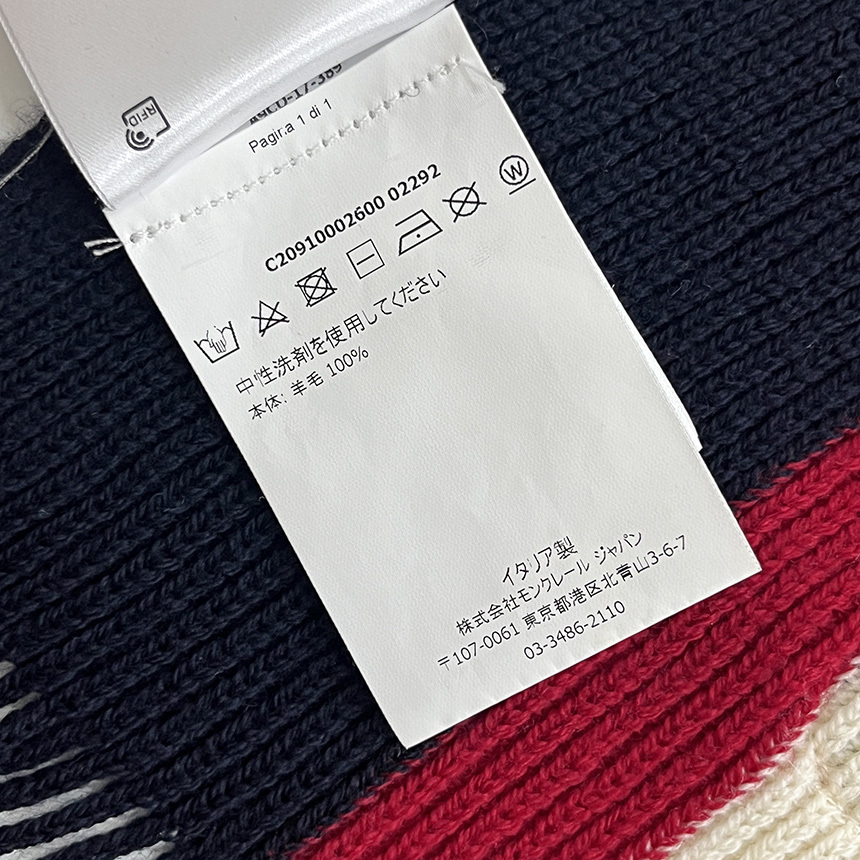 RFID
Pagina 1 di 1
C20910002600 02292
W
中性洗剤を使用してください
本体: 羊毛 100%
イタリア製
株式会社モンクレール ジャパン
〒107-0061 東京都港区北青山3-6-7
03-3486-2110